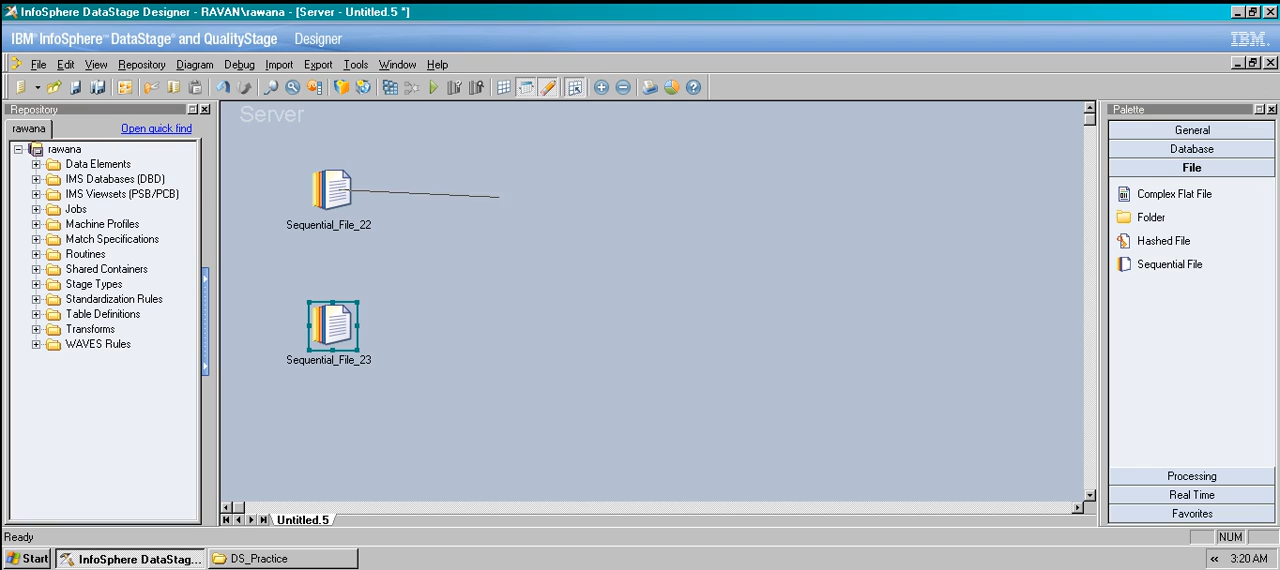 InfoSphere DataStage Designer - RAVAN\rawana - [Server - Untitled.5 *]
IBM® InfoSphere™ DataStage® and QualityStage Designer
IBM.
File Edit View Repository Diagram Debug Import Export Tools Window Help
Repository
rawana
Open quick find
rawana
Data Elements
IMS Databases (DBD)
IMS Viewsets (PSB/PCB)
Jobs
Machine Profiles
Match Specifications
Routines
Shared Containers
Stage Types
Standardization Rules
Table Definitions
Transforms
WAVES Rules
Server
Sequential_File_22
Sequential_File_23
Untitled.5
Palette
General
Database
File
Complex Flat File
Folder
Hashed File
Sequential File
Processing
Real Time
Favorites
Ready
NUM
Start
InfoSphere DataStag...
DS_Practice
3:20 AM